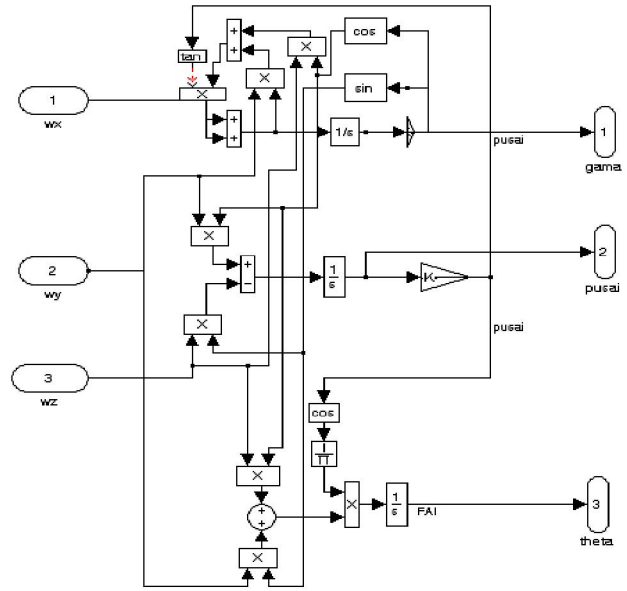 tan
cos
sin
×
×
×
+
+
1
wx
+
+
1/s
pusai
1
gama
×
2
wy
+
−
1
s
K
2
pusai
pusai
×
3
wz
cos
1
×
+
+
×
1
s
FAI
3
theta
×